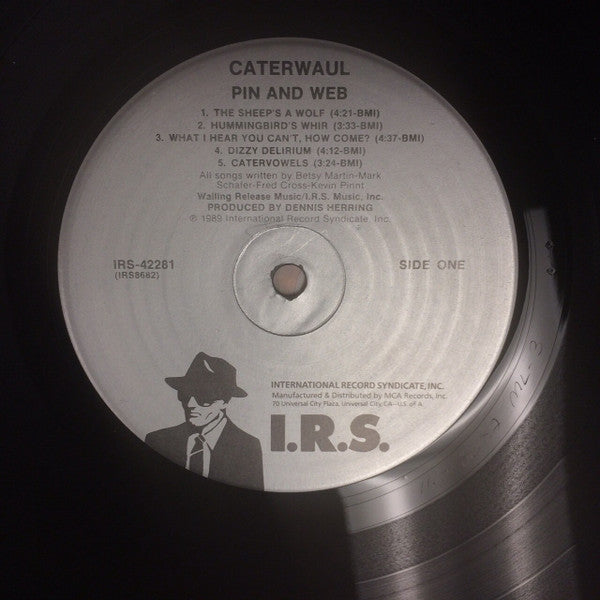 CATERWAUL
PIN AND WEB
1. THE SHEEP'S A WOLF (4:21-BMI)
2. HUMMINGBIRD'S WHIR (3:33-BMI)
3. WHAT I HEAR YOU CAN'T, HOW COME? (4:37-BMI)
4. DIZZY DELIRIUM (4:12-BMI)
5. CATERVOWELS (3:24-BMI)
All songs written by Betsy Martin-Mark
Schafer-Fred Cross-Kevin Pinnt
Wailing Release Music/I.R.S. Music, Inc.
PRODUCED BY DENNIS HERRING
℗ 1989 International Record Syndicate, Inc.
IRS-42281
(IRS8682)
SIDE ONE
INTERNATIONAL RECORD SYNDICATE, INC.
Manufactured & Distributed by MCA Records, Inc.
70 Universal City Plaza, Universal City, CA–U.S. of A.
I.R.S.